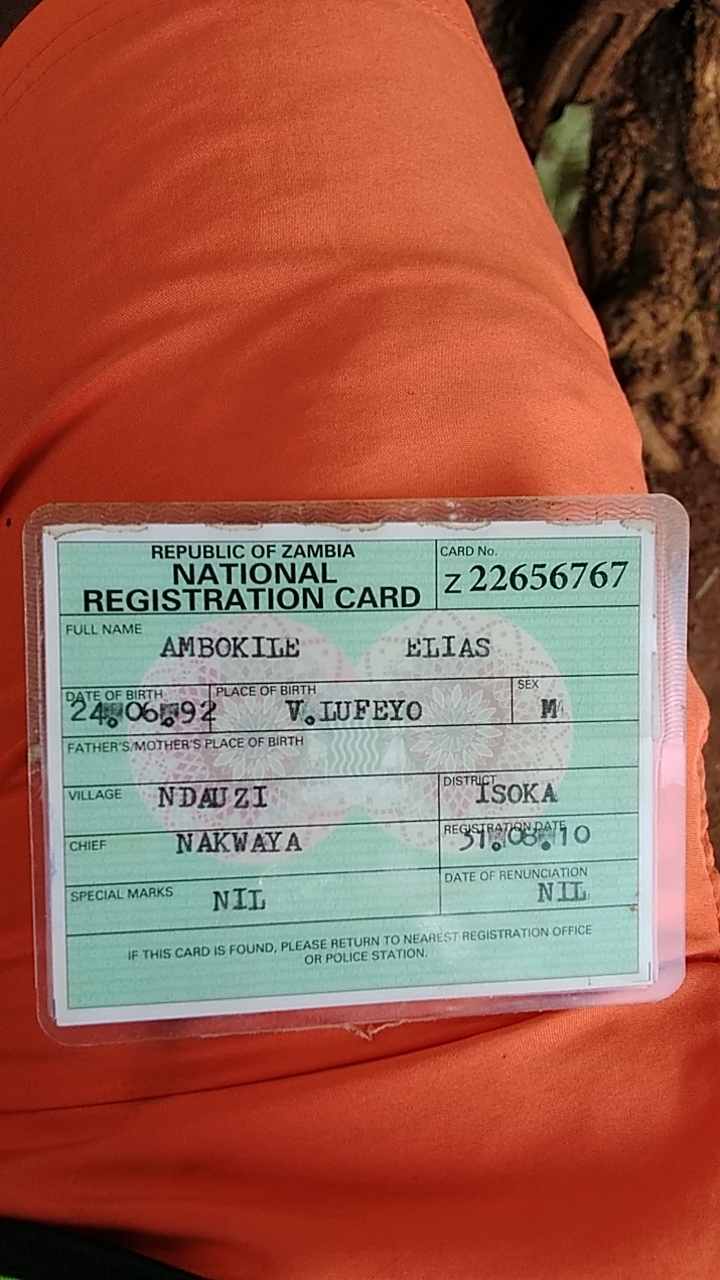 REPUBLIC OF ZAMBIA
NATIONAL
REGISTRATION CARD
CARD No.
Z 22656767
FULL NAME
AMBOKILE ELIAS
DATE OF BIRTH
24.06.92
PLACE OF BIRTH
V.LUFEYO
SEX
M
FATHER'S/MOTHER'S PLACE OF BIRTH
VILLAGE NDAUZI
DISTRICT
ISOKA
CHIEF NAKWAYA
REGISTRATION DATE
31.08.10
SPECIAL MARKS NIL
DATE OF RENUNCIATION
NIL
IF THIS CARD IS FOUND, PLEASE RETURN TO NEAREST REGISTRATION OFFICE
OR POLICE STATION.